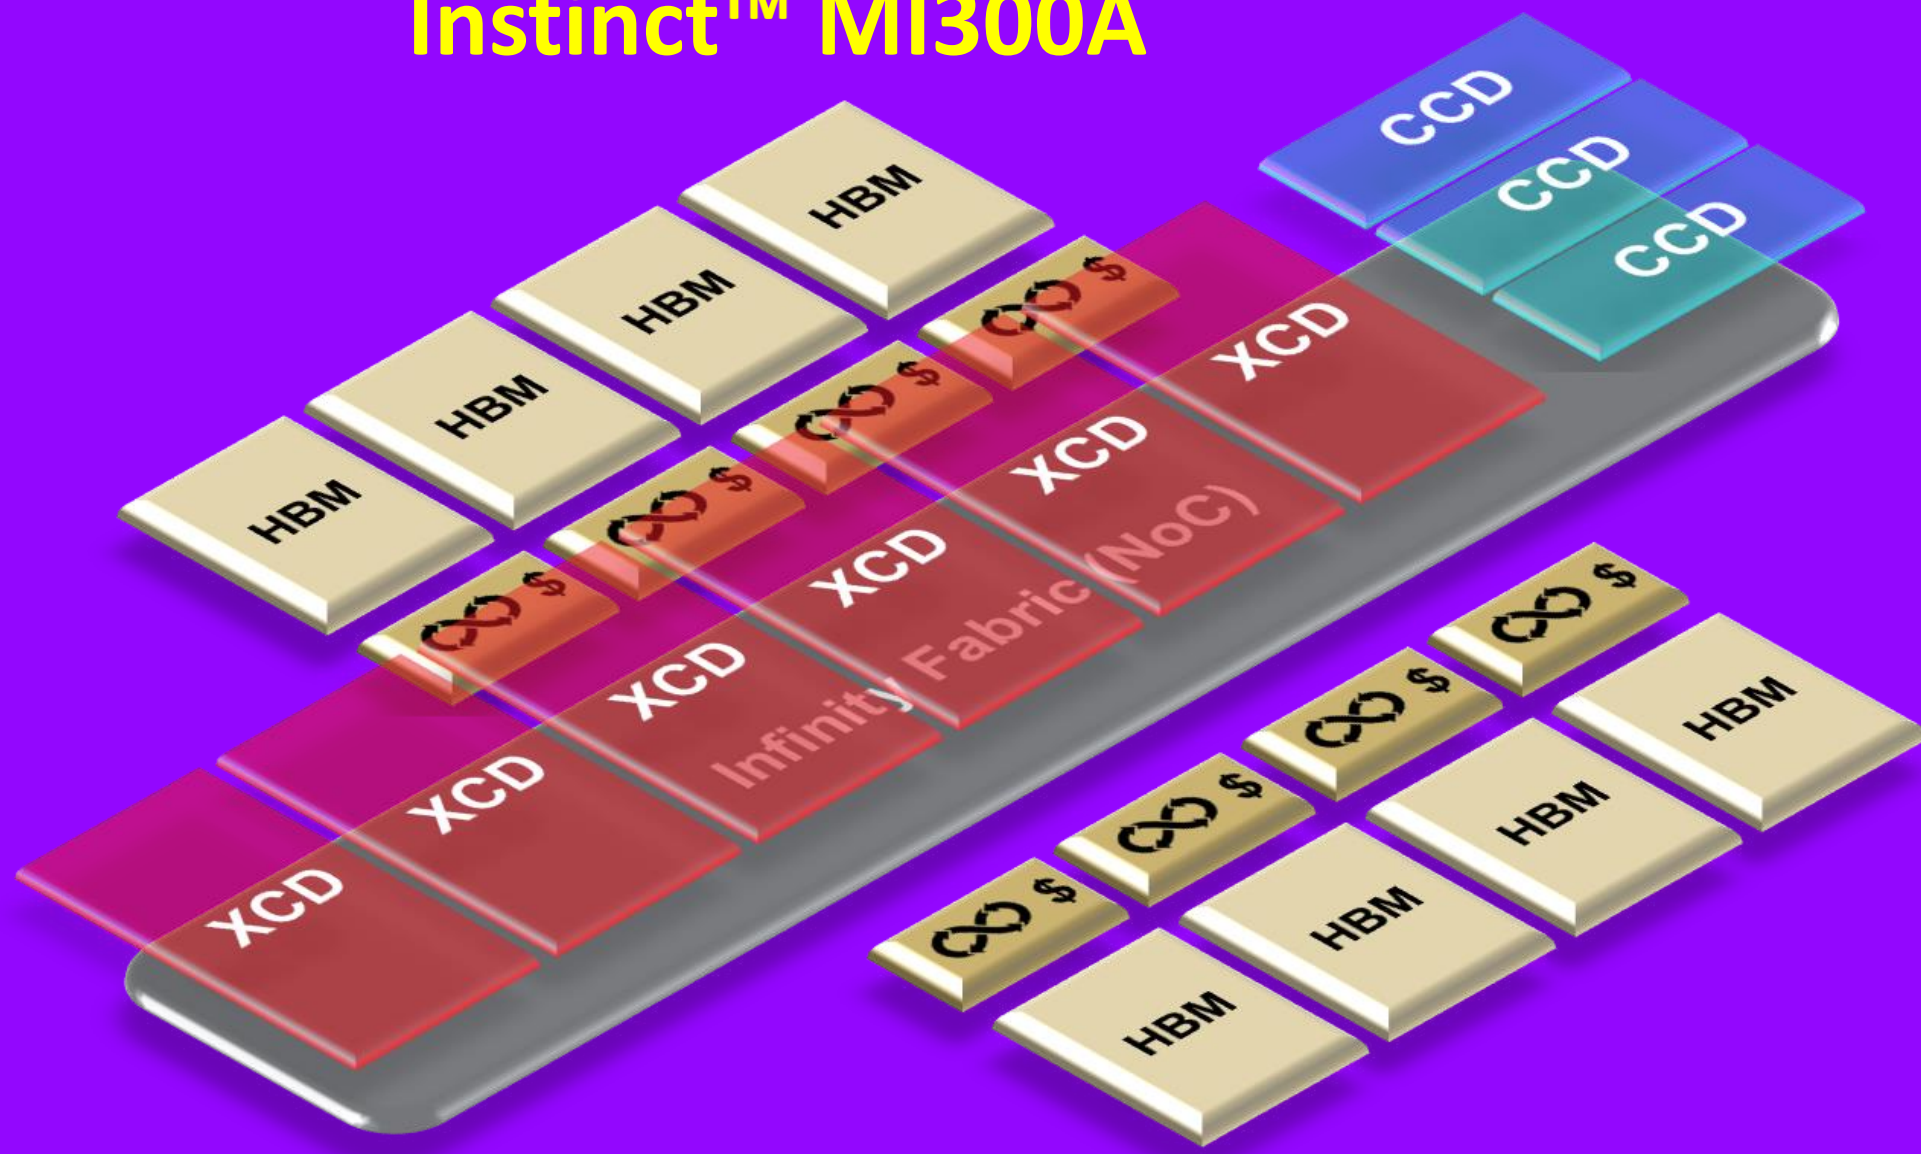 Instinct™ MI300A
CCD
CCD
CCD
HBM
HBM
HBM
HBM
$
$
$
$
XCD
XCD
XCD
XCD
XCD
XCD
Infinity Fabric (NoC)
$
$
$
$
HBM
HBM
HBM
HBM